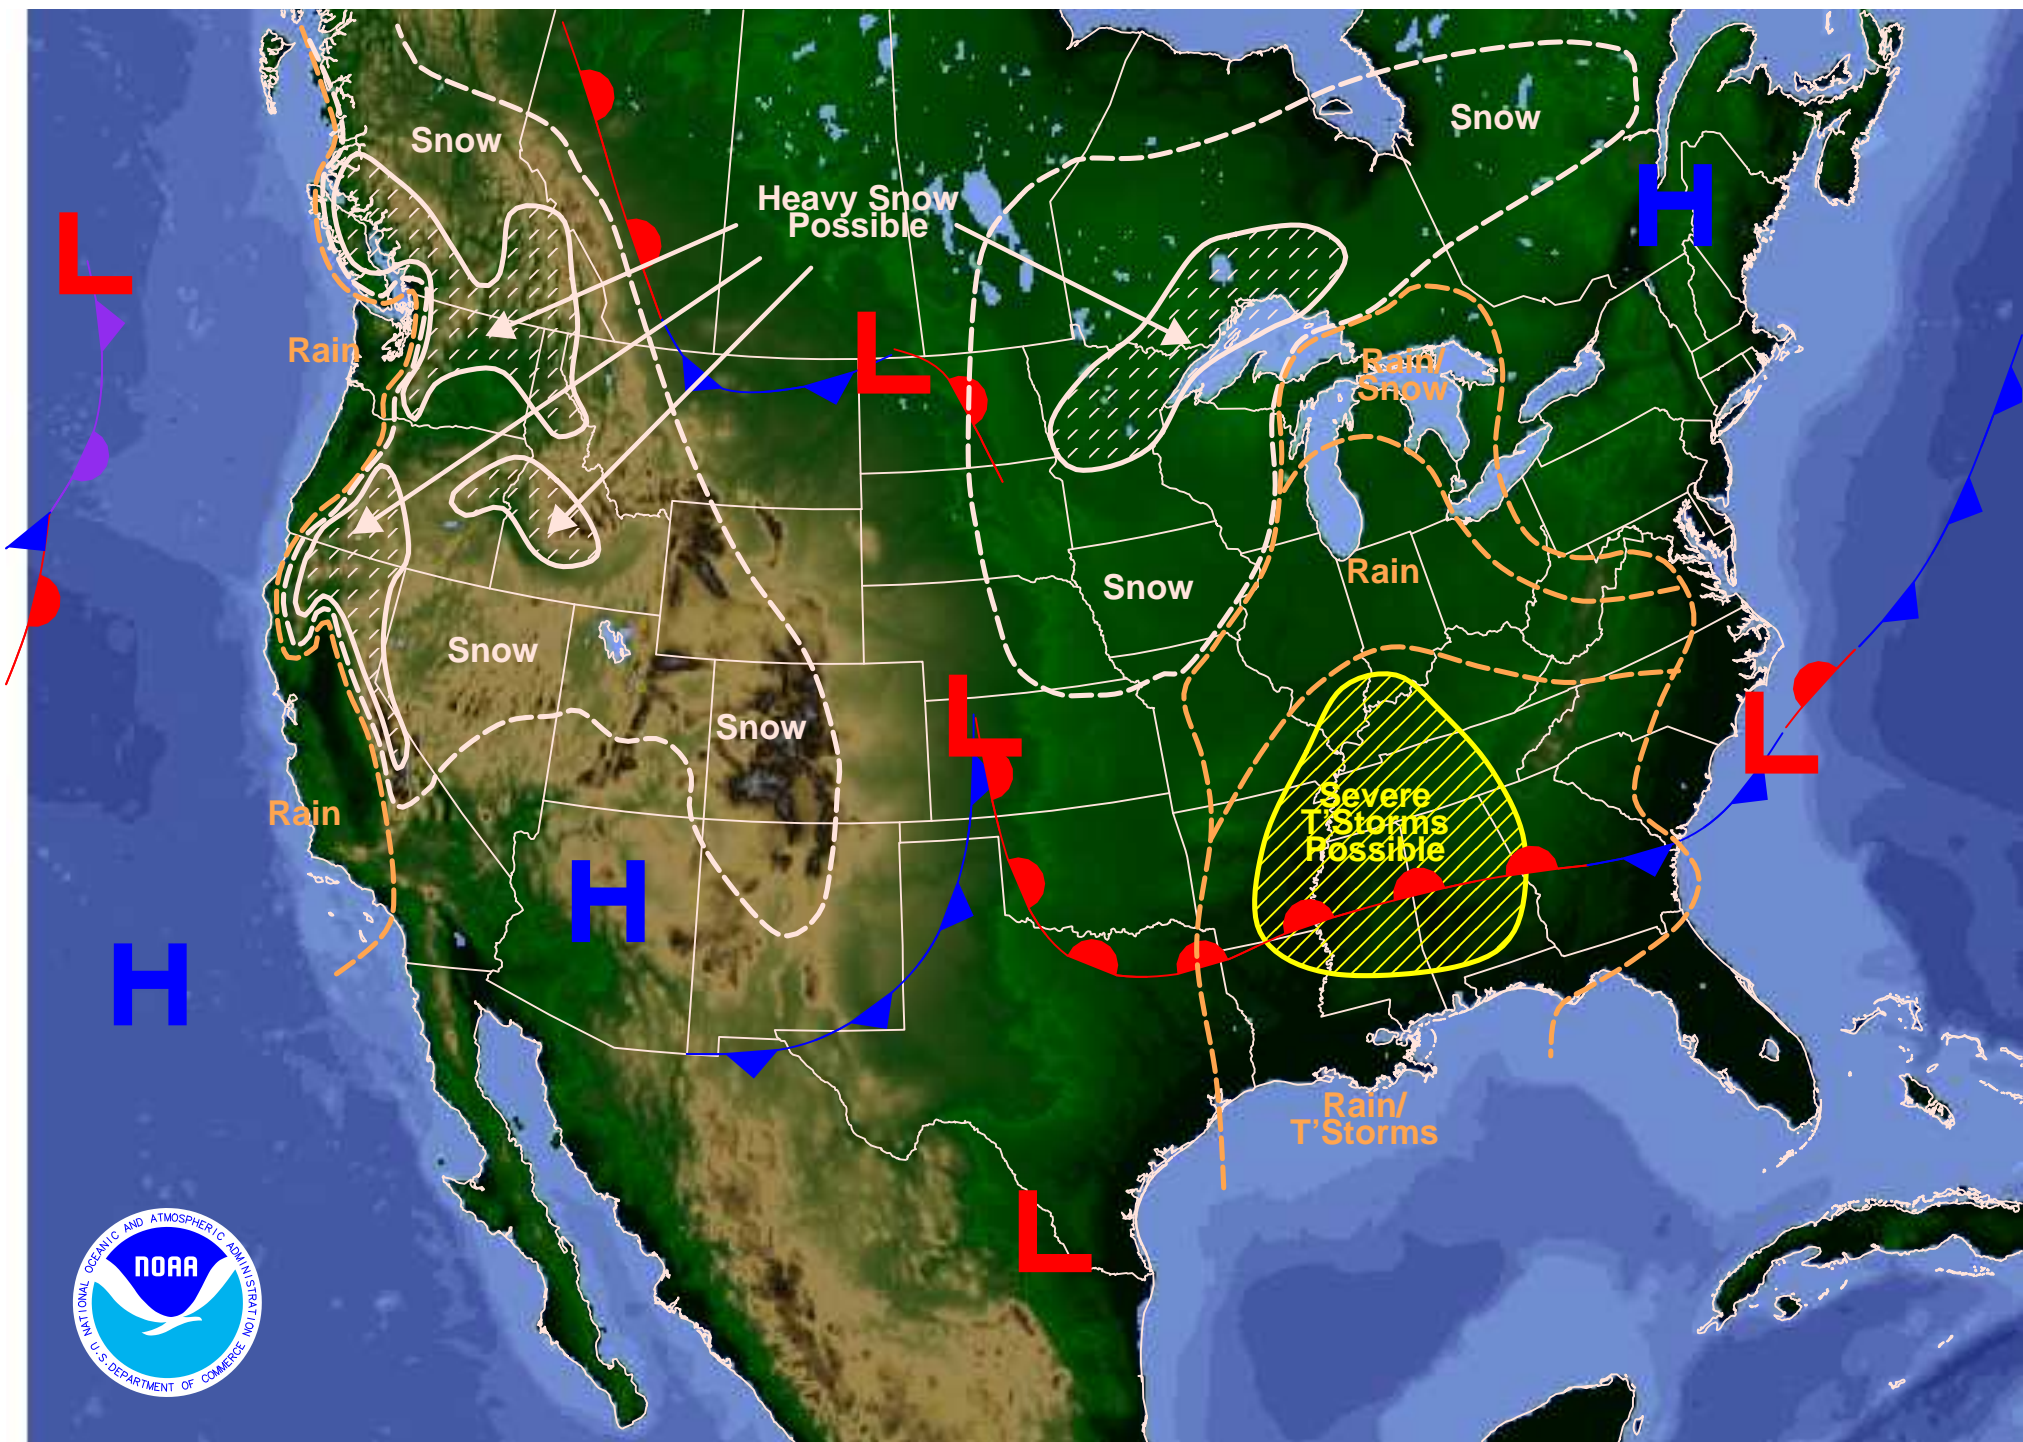 Snow
Snow
Heavy Snow
Possible
H
L
L
Rain
Rain/
Snow
Rain
Snow
Snow
L
Snow
L
Rain
Severe
T'Storms
Possible
H
H
Rain/
T'Storms
L
NATIONAL OCEANIC AND ATMOSPHERIC ADMINISTRATION
NOAA
U.S. DEPARTMENT OF COMMERCE